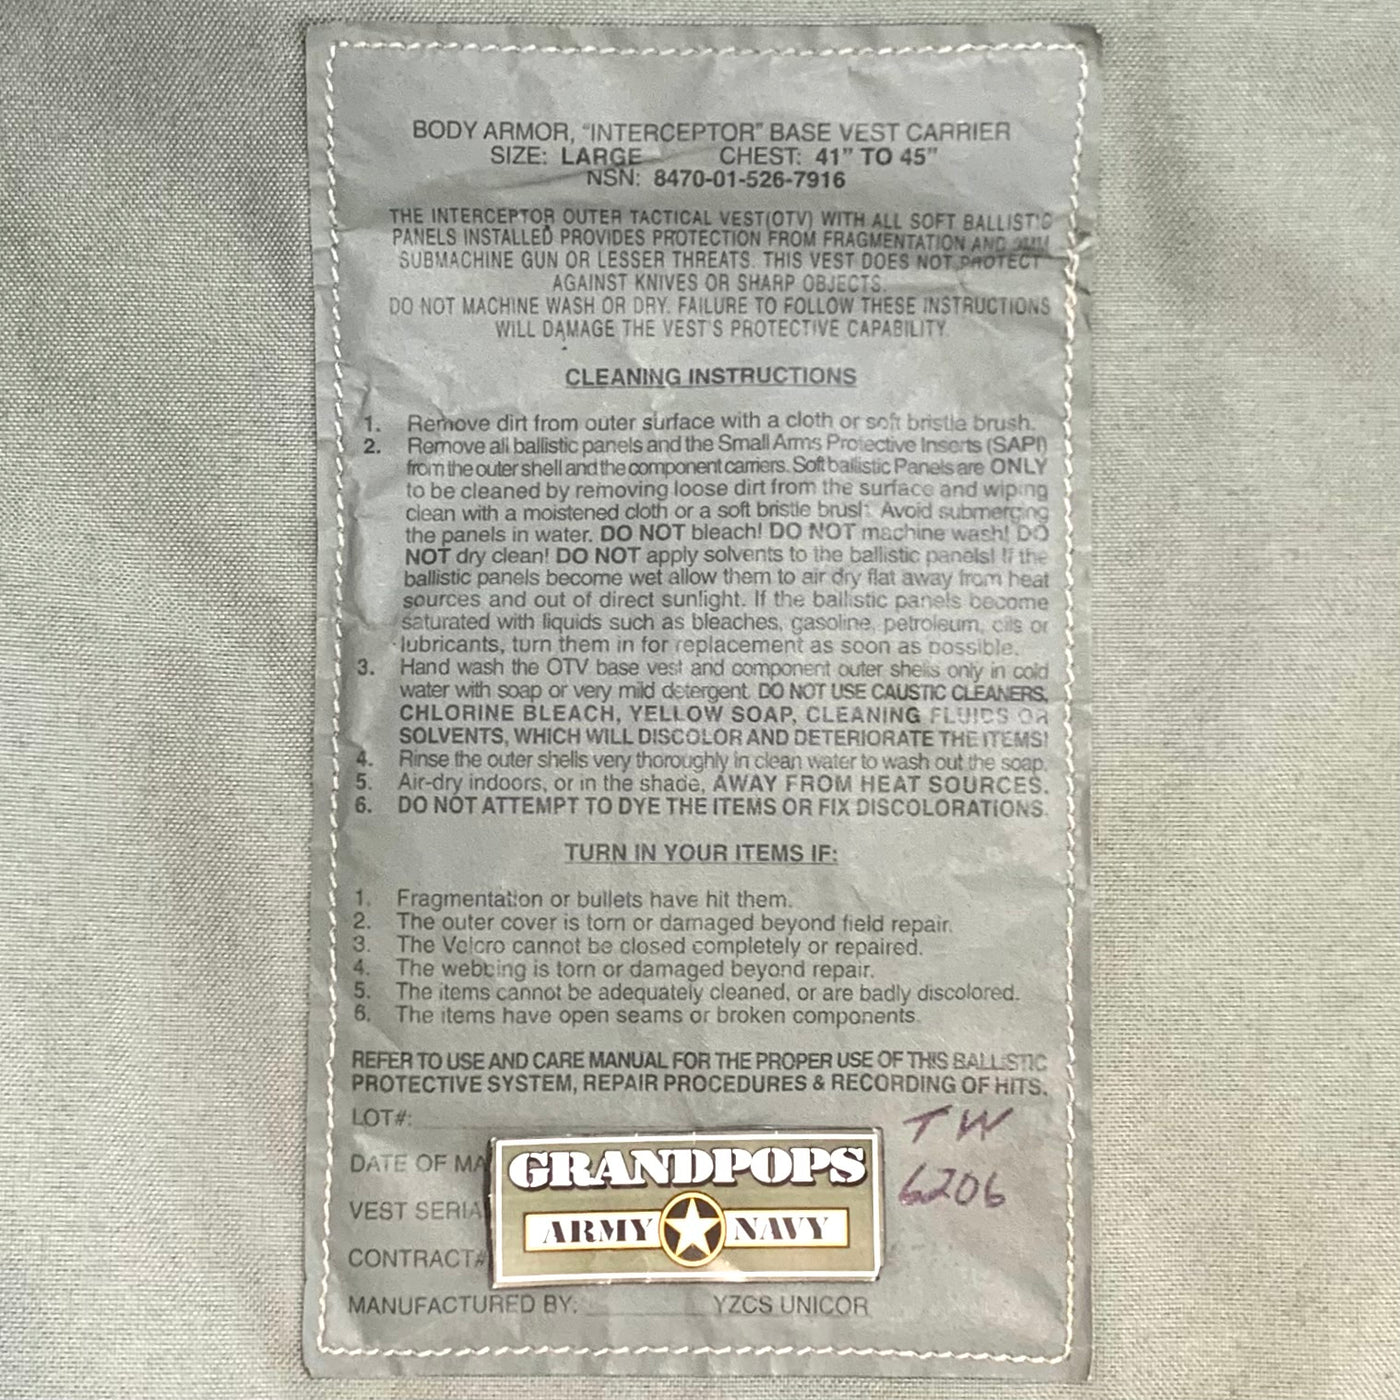 BODY ARMOR, "INTERCEPTOR" BASE VEST CARRIER
SIZE: LARGE CHEST: 41" TO 45"
NSN: 8470-01-526-7916
THE INTERCEPTOR OUTER TACTICAL VEST(OTV) WITH ALL SOFT BALLISTIC
PANELS INSTALLED PROVIDES PROTECTION FROM FRAGMENTATION AND 9MM
SUBMACHINE GUN OR LESSER THREATS. THIS VEST DOES NOT PROTECT
AGAINST KNIVES OR SHARP OBJECTS.
DO NOT MACHINE WASH OR DRY. FAILURE TO FOLLOW THESE INSTRUCTIONS
WILL DAMAGE THE VEST'S PROTECTIVE CAPABILITY.
CLEANING INSTRUCTIONS
1. Remove dirt from outer surface with a cloth or soft bristle brush.
2. Remove all ballistic panels and the Small Arms Protective Inserts (SAPI)
from the outer shell and the component carriers. Soft ballistic Panels are ONLY
to be cleaned by removing loose dirt from the surface and wiping
clean with a moistened cloth or a soft bristle brush. Avoid submerging
the panels in water. DO NOT bleach! DO NOT machine wash! DO
NOT dry clean! DO NOT apply solvents to the ballistic panels! If the
ballistic panels become wet allow them to air dry flat away from heat
sources and out of direct sunlight. If the ballistic panels become
saturated with liquids such as bleaches, gasoline, petroleum, oils or
lubricants, turn them in for replacement as soon as possible.
3. Hand wash the OTV base vest and component outer shells only in cold
water with soap or very mild detergent. DO NOT USE CAUSTIC CLEANERS,
CHLORINE BLEACH, YELLOW SOAP, CLEANING FLUIDS OR
SOLVENTS, WHICH WILL DISCOLOR AND DETERIORATE THE ITEMS!
4. Rinse the outer shells very thoroughly in clean water to wash out the soap.
5. Air-dry indoors, or in the shade, AWAY FROM HEAT SOURCES.
6. DO NOT ATTEMPT TO DYE THE ITEMS OR FIX DISCOLORATIONS.
TURN IN YOUR ITEMS IF:
1. Fragmentation or bullets have hit them.
2. The outer cover is torn or damaged beyond field repair.
3. The Velcro cannot be closed completely or repaired.
4. The webbing is torn or damaged beyond repair.
5. The items cannot be adequately cleaned, or are badly discolored.
6. The items have open seams or broken components.
REFER TO USE AND CARE MANUAL FOR THE PROPER USE OF THIS BALLISTIC
PROTECTIVE SYSTEM, REPAIR PROCEDURES & RECORDING OF HITS.
LOT#:
TW
DATE OF MA
GRANDPOPS
6206
VEST SERIA
ARMY NAVY
CONTRACT#
MANUFACTURED BY: YZCS UNICOR